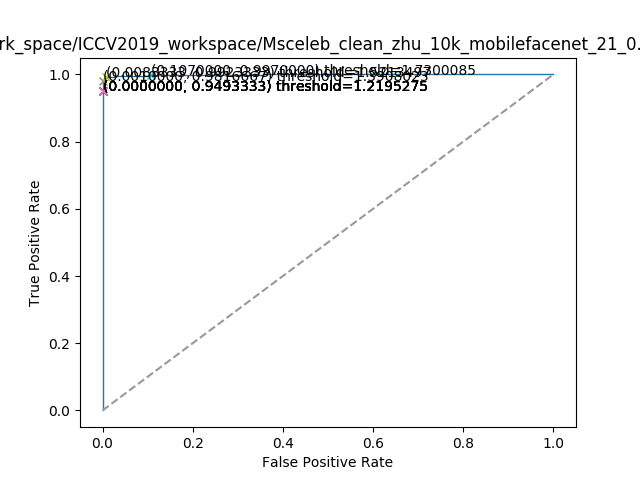 rk_space/ICCV2019_workspace/Msceleb_clean_zhu_10k_mobilefacenet_21_0.
(0.0000000, 0.9493333) threshold=1.2195275
1.0
0.8
0.6
0.4
0.2
0.0
True Positive Rate
0.0 0.2 0.4 0.6 0.8 1.0
False Positive Rate